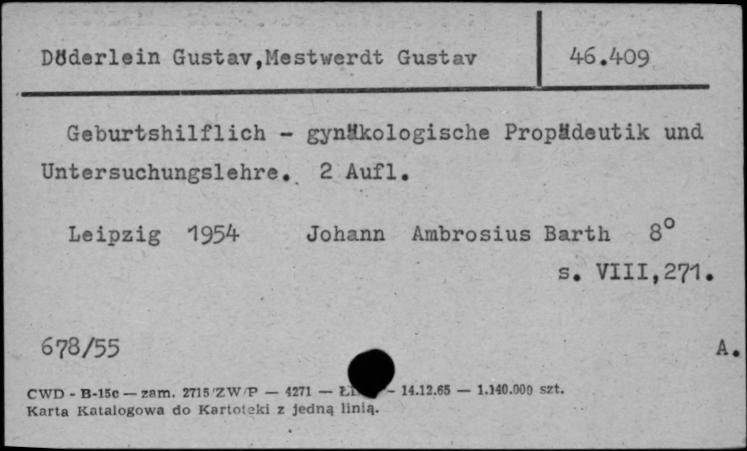 Döderlein Gustav,Mestwerdt Gustav 46.409
Geburtshilflich - gynäkologische Propädeutik und
Untersuchungslehre. 2 Aufl.
Leipzig 1954 Johann Ambrosius Barth 8°
s. VIII,271.
678/55 A.
CWD - B-15c — zam. 2715/ZW/P — 4271 — - 14.12.65 — 1.140.000 szt.
Karta Katalogowa do Kartoteki z jedną linią.